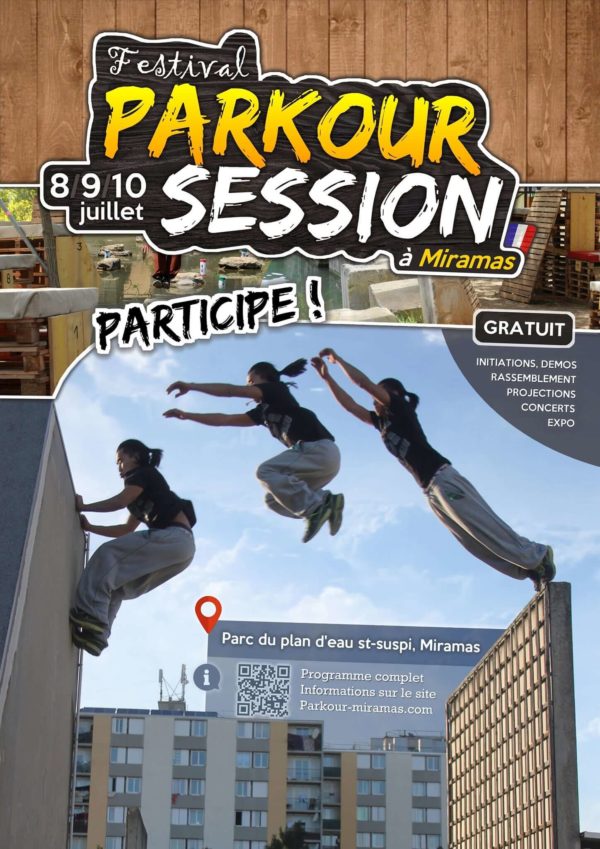 Festival
PARKOUR
SESSION
8/9/10
juillet
à Miramas
PARTICIPE !
GRATUIT
INITIATIONS, DEMOS
RASSEMBLEMENT
PROJECTIONS
CONCERTS
EXPO
Parc du plan d'eau st-suspi, Miramas
i
Programme complet
Informations sur le site
Parkour-miramas.com